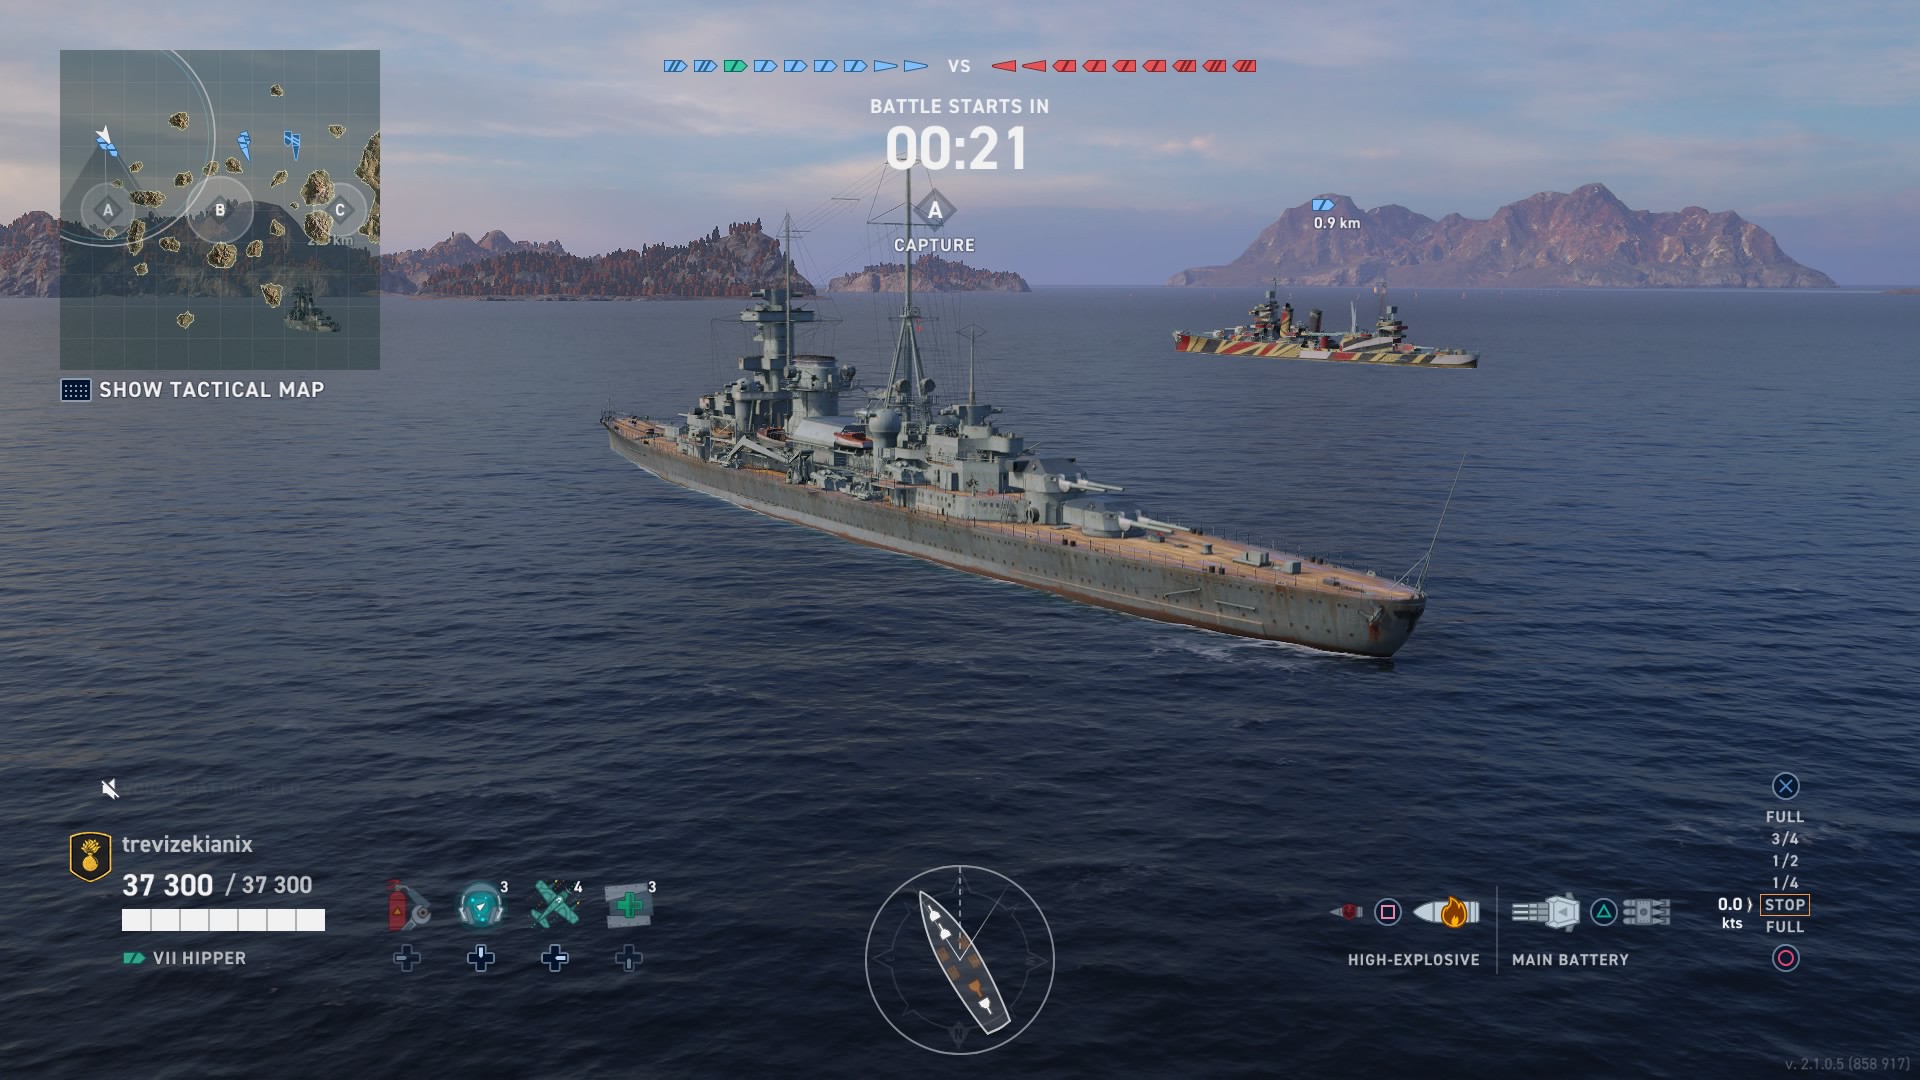 VS
BATTLE STARTS IN
00:21
A
CAPTURE
0.9 km
A
B
C
km
SHOW TACTICAL MAP
trevizekianix
37 300 / 37 300
VII HIPPER
3
4
3
N
HIGH-EXPLOSIVE
MAIN BATTERY
FULL
3/4
1/2
1/4
0.0
kts
STOP
FULL
v. 2.1.0.5 (858 917)